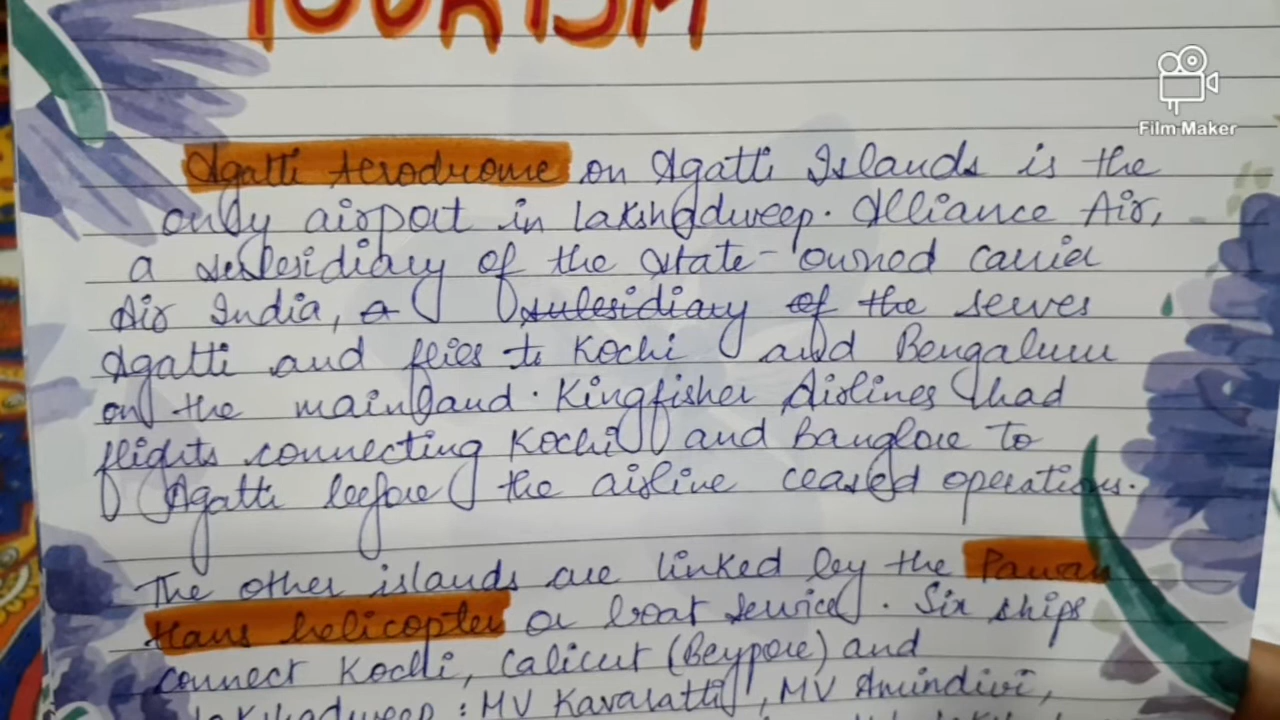 TOURISM
Film Maker
Agatti Aerodrome on Agatti Islands is the
only airport in Lakshadweep. Alliance Air,
a subsidiary of the state-owned carrier
Air India, a subsidiary of the serves
Agatti and flies to Kochi and Bengaluru
on the mainland. Kingfisher Airlines had
flights connecting Kochi and Banglore to
Agatti before the airline ceased operations.
The other islands are linked by the Pawan
Hans helicopter or boat service. Six ships
connect Kochi, Calicut (Beypore) and
Lakshadweep : MV Kavaratti, MV Amindivi,